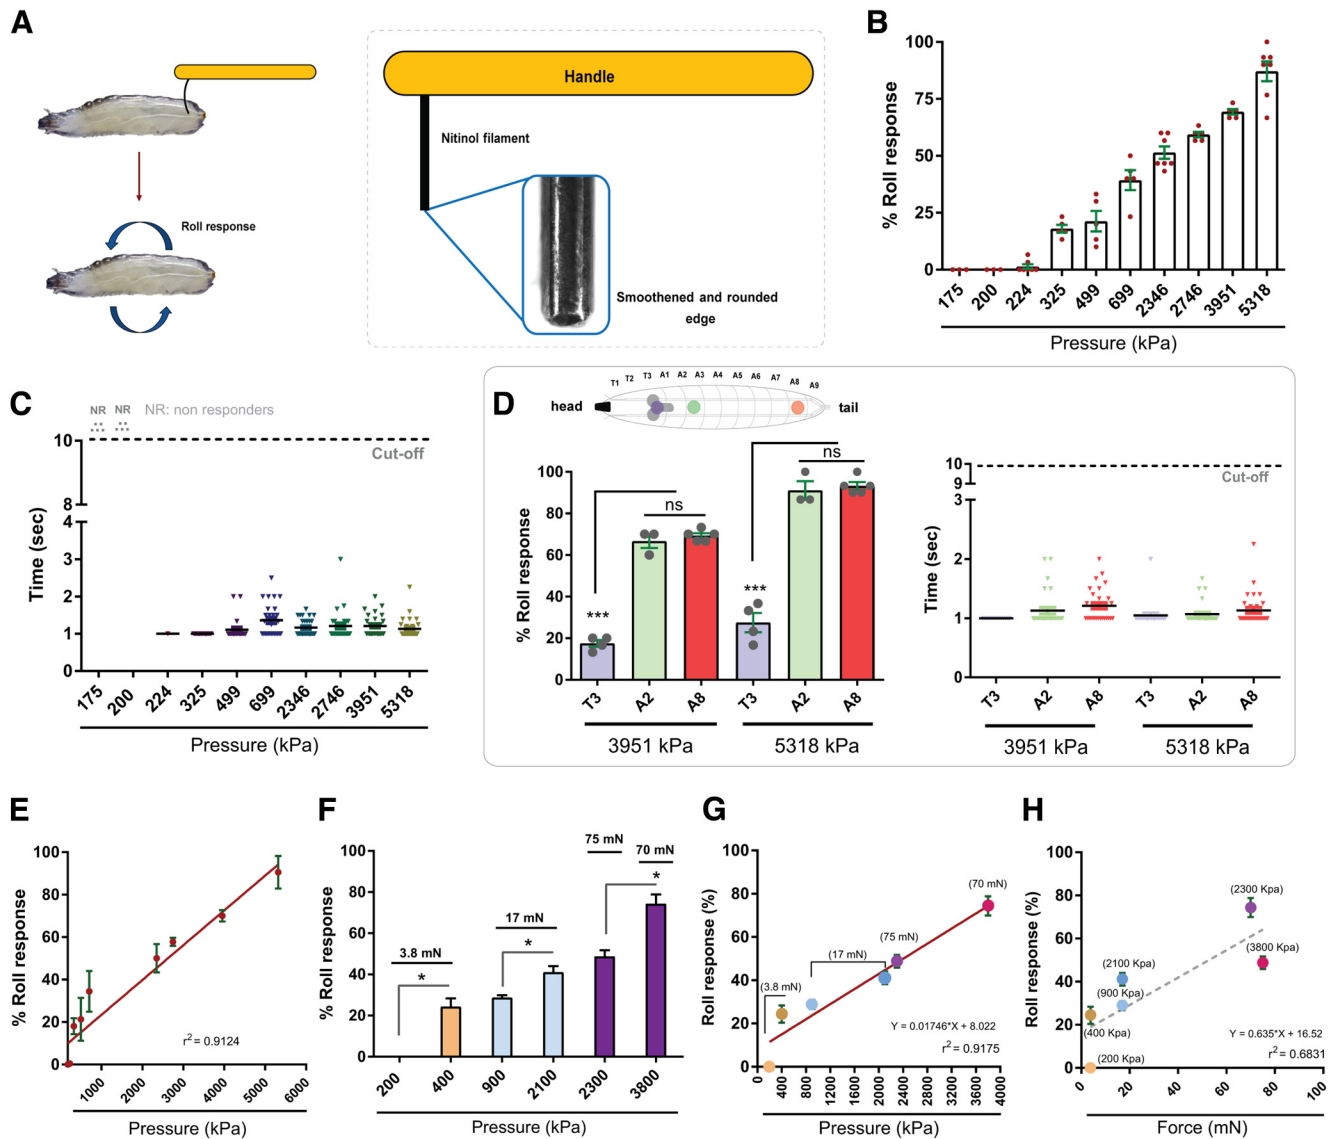 A
Handle
Nitinol filament
Roll response
Smoothened and rounded
edge
B
% Roll response
100
75
50
25
0
175 200 224 325 499 699 2346 2746 3951 5318
Pressure (kPa)
C
NR NR NR: non responders
Cut-off
Time (sec)
10
8
4
3
2
1
0
175 200 224 325 499 699 2346 2746 3951 5318
Pressure (kPa)
D
T1 T2 T3 A1 A2 A3 A4 A5 A6 A7 A8 A9
head
tail
% Roll response
100
80
60
40
20
0
*** ns *** ns
T3 A2 A8 T3 A2 A8
3951 kPa 5318 kPa
Time (sec)
10
9
3
2
1
0
Cut-off
T3 A2 A8 T3 A2 A8
3951 kPa 5318 kPa
E
% Roll response
100
80
60
40
20
0
r2 = 0.9124
1000 2000 3000 4000 5000 6000
Pressure (kPa)
F
% Roll response
100
80
60
40
20
0
3.8 mN
*
17 mN
*
75 mN
70 mN
*
200 400 900 2100 2300 3800
Pressure (kPa)
G
Roll response (%)
100
80
60
40
20
0
(3.8 mN)
(17 mN)
(75 mN)
(70 mN)
Y = 0.01746*X + 8.022
r2 = 0.9175
0 400 800 1200 1600 2000 2400 2800 3200 3600 4000
Pressure (kPa)
H
Roll response (%)
100
80
60
40
20
0
(2300 Kpa)
(3800 Kpa)
(2100 Kpa)
(900 Kpa)
(400 Kpa)
(200 Kpa)
Y = 0.635*X + 16.52
r2 = 0.6831
0 20 40 60 80 100
Force (mN)